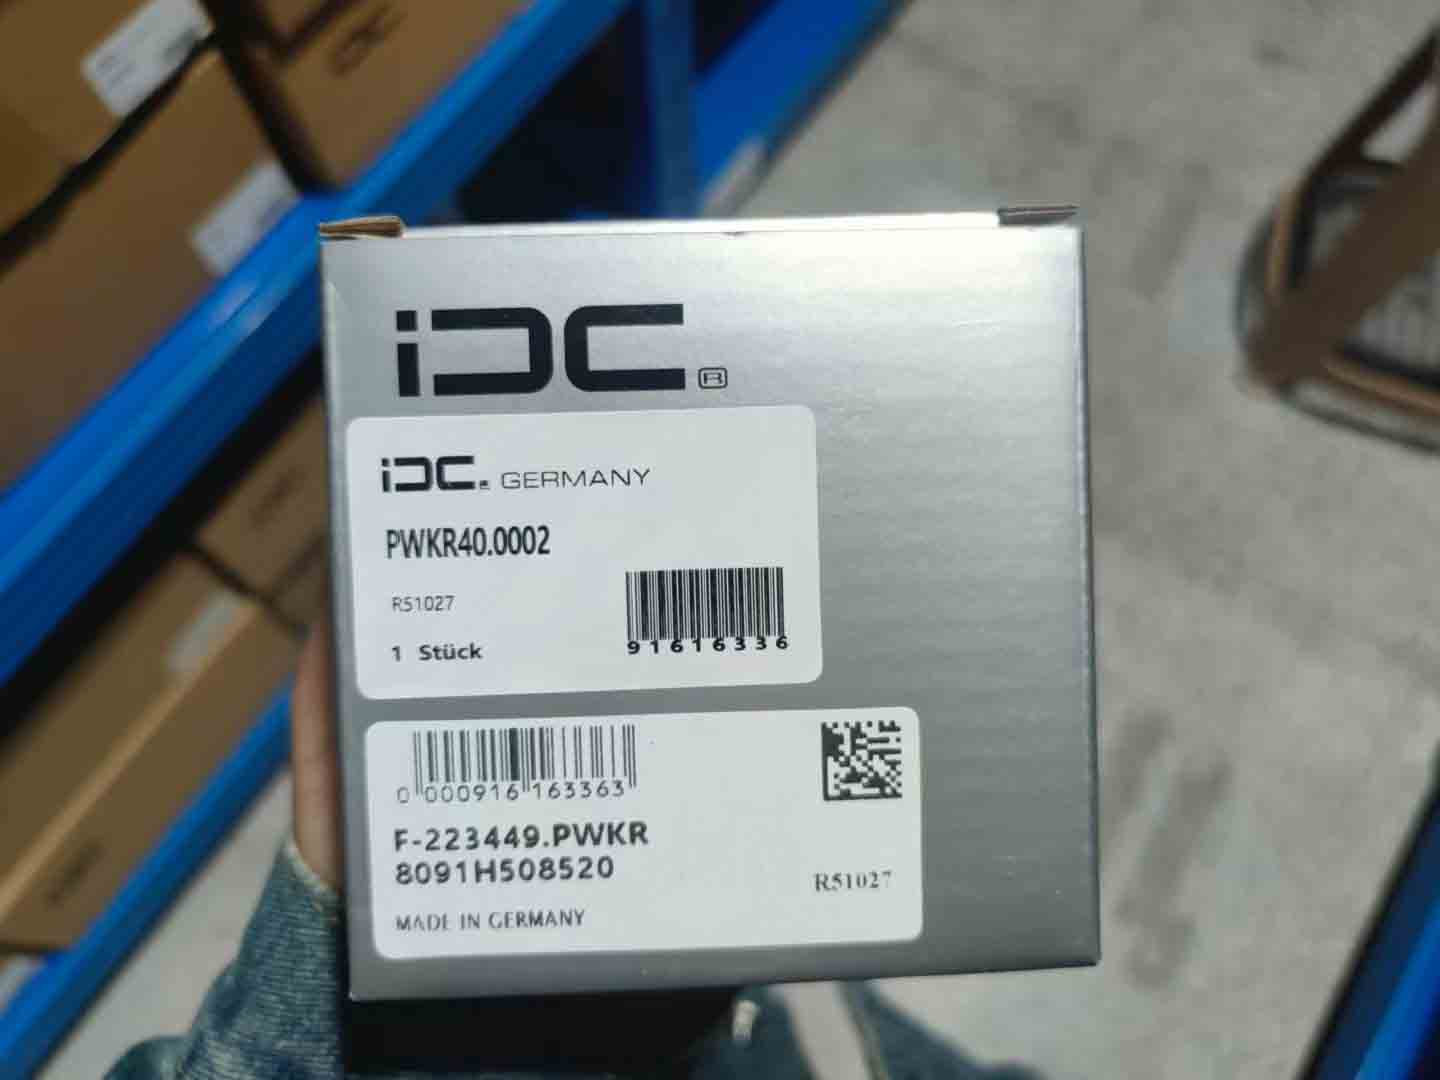 iDC ®
iDC® GERMANY
PWKR40.0002
R51027
1 Stück
91616336
0 000916 163363
F-223449.PWKR
8091H508520
R51027
MADE IN GERMANY